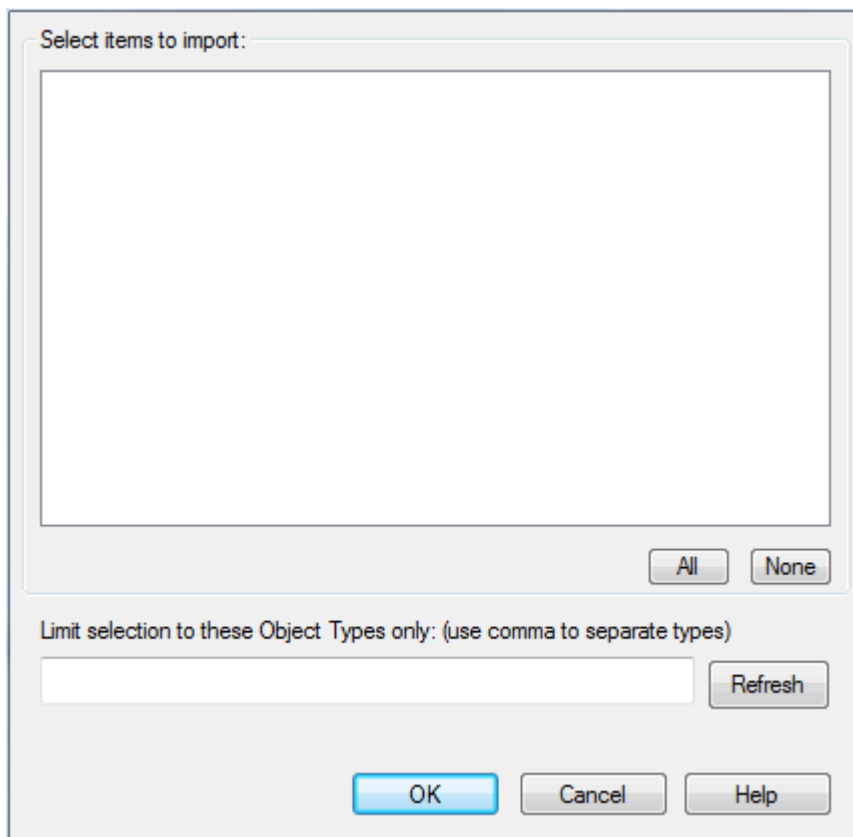 Select items to import:
All None
Limit selection to these Object Types only: (use comma to separate types)
Refresh
OK Cancel Help